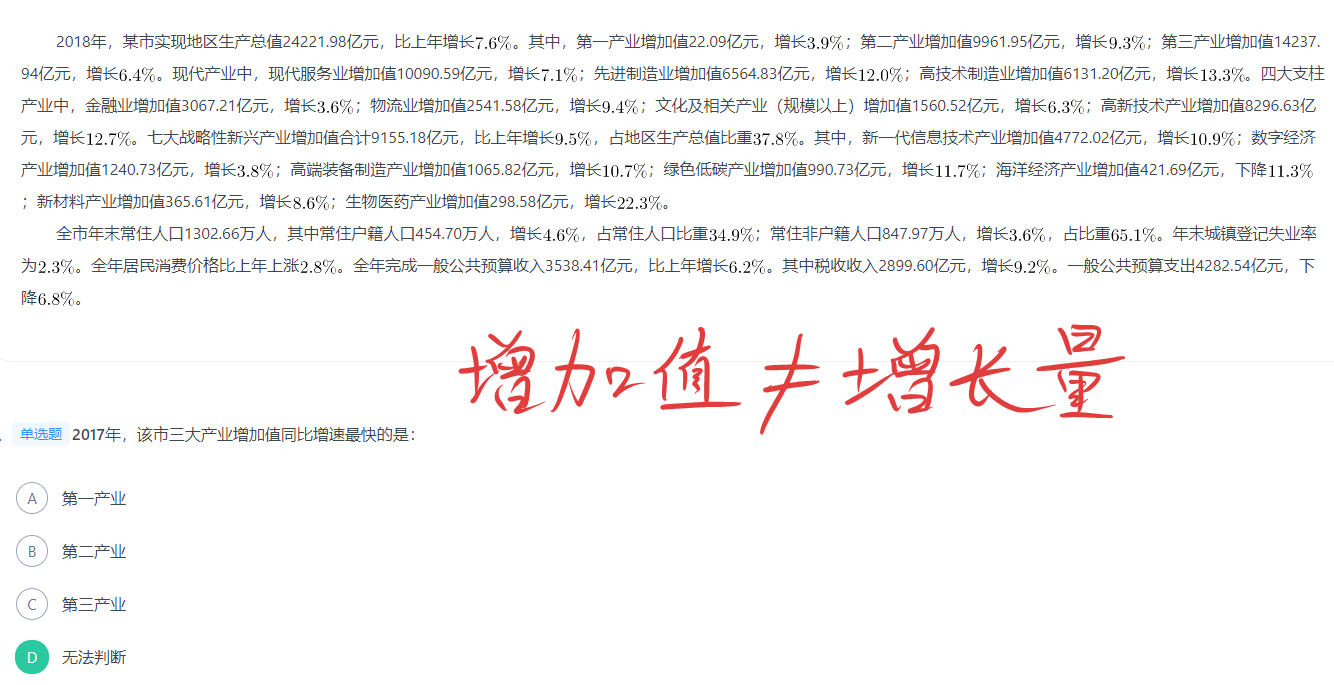 2018年，某市实现地区生产总值24221.98亿元，比上年增长7.6%。其中，第一产业增加值22.09亿元，增长3.9%；第二产业增加值9961.95亿元，增长9.3%；第三产业增加值14237.
94亿元，增长6.4%。现代产业中，现代服务业增加值10090.59亿元，增长7.1%；先进制造业增加值6564.83亿元，增长12.0%；高技术制造业增加值6131.20亿元，增长13.3%。四大支柱
产业中，金融业增加值3067.21亿元，增长3.6%；物流业增加值2541.58亿元，增长9.4%；文化及相关产业（规模以上）增加值1560.52亿元，增长6.3%；高新技术产业增加值8296.63亿
元，增长12.7%。七大战略性新兴产业增加值合计9155.18亿元，比上年增长9.5%，占地区生产总值比重37.8%。其中，新一代信息技术产业增加值4772.02亿元，增长10.9%；数字经济
产业增加值1240.73亿元，增长3.8%；高端装备制造产业增加值1065.82亿元，增长10.7%；绿色低碳产业增加值990.73亿元，增长11.7%；海洋经济产业增加值421.69亿元，下降11.3%
；新材料产业增加值365.61亿元，增长8.6%；生物医药产业增加值298.58亿元，增长22.3%。
全市年末常住人口1302.66万人，其中常住户籍人口454.70万人，增长4.6%，占常住人口比重34.9%；常住非户籍人口847.97万人，增长3.6%，占比重65.1%。年末城镇登记失业率
为2.3%。全年居民消费价格比上年上涨2.8%。全年完成一般公共预算收入3538.41亿元，比上年增长6.2%。其中税收收入2899.60亿元，增长9.2%。一般公共预算支出4282.54亿元，下
降6.8%。
增加值≠增长量
单选题 2017年，该市三大产业增加值同比增速最快的是：
A 第一产业
B 第二产业
C 第三产业
D 无法判断